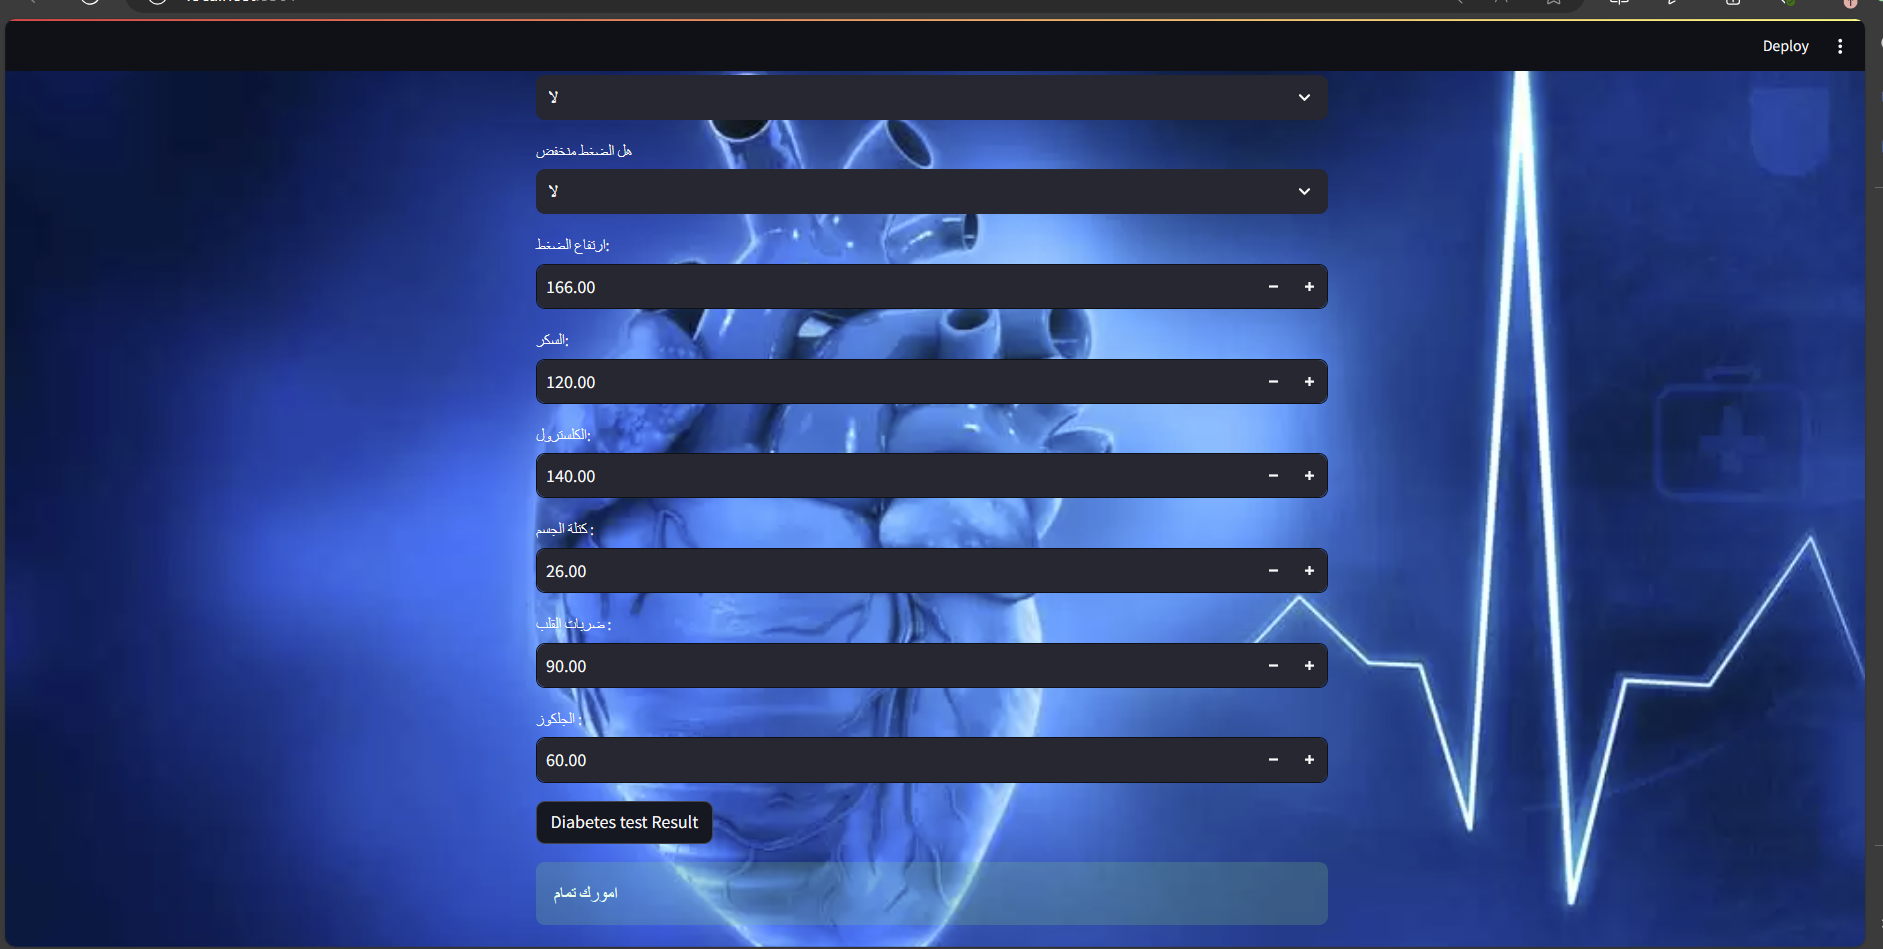 Deploy
لا
هل الضغط منخفض
لا
ارتفاع الضغط:
166.00
السكر:
120.00
الكلسترول:
140.00
كتلة الجسم :
26.00
ضربات القلب :
90.00
الجلكوز :
60.00
Diabetes test Result
امورك تمام